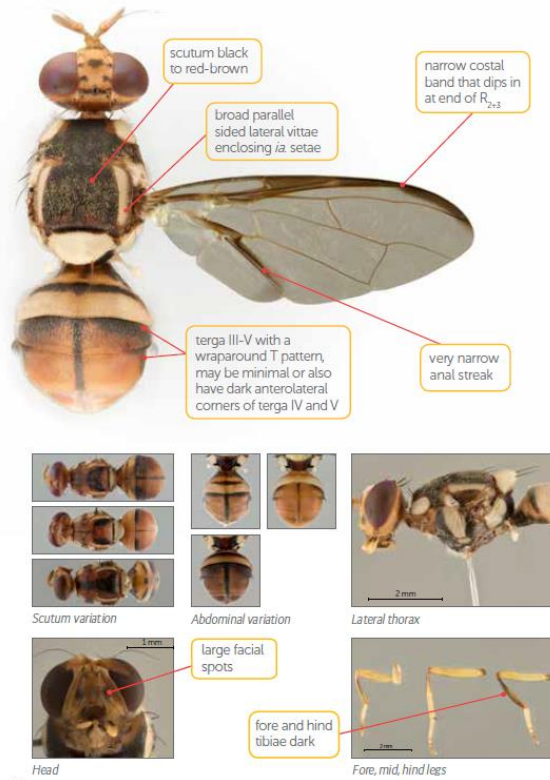 scutum black
to red-brown
narrow costal
band that dips in
at end of R2+3
broad parallel
sided lateral vittae
enclosing ia. setae
terga III-V with a
wraparound T pattern,
may be minimal or also
have dark anterolateral
corners of terga IV and V
very narrow
anal streak
Scutum variation
Abdominal variation
2 mm
Lateral thorax
1 mm
large facial
spots
fore and hind
tibiae dark
2 mm
Head
Fore, mid, hind legs